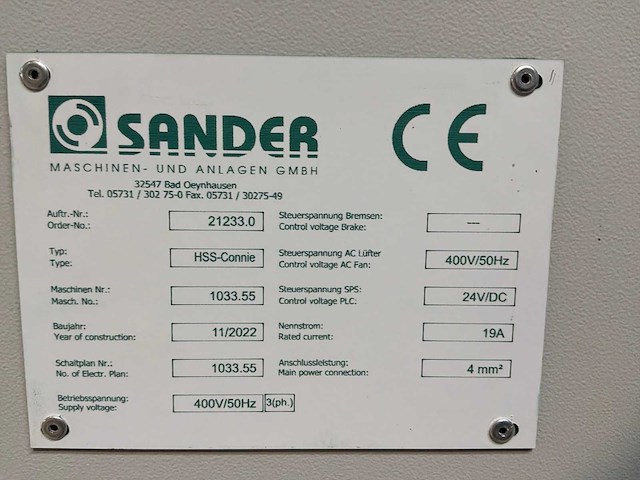 SANDER
MASCHINEN- UND ANLAGEN GMBH
32547 Bad Oeynhausen
Tel. 05731 / 302 75-0 Fax. 05731 / 30275-49
CE
Auftr.-Nr.:
Order-No.: 21233.0
Typ:
Type: HSS-Connie
Maschinen Nr.:
Masch. No.: 1033.55
Baujahr:
Year of construction: 11/2022
Schaltplan Nr.:
No. of Electr. Plan: 1033.55
Betriebsspannung:
Supply voltage: 400V/50Hz 3(ph.)
Steuerspannung Bremsen:
Control voltage Brake: ---
Steuerspannung AC Lüfter
Control voltage AC Fan: 400V/50Hz
Steuerspannung SPS:
Control voltage PLC: 24V/DC
Nennstrom:
Rated current: 19A
Anschlussleistung:
Main power connection: 4 mm²